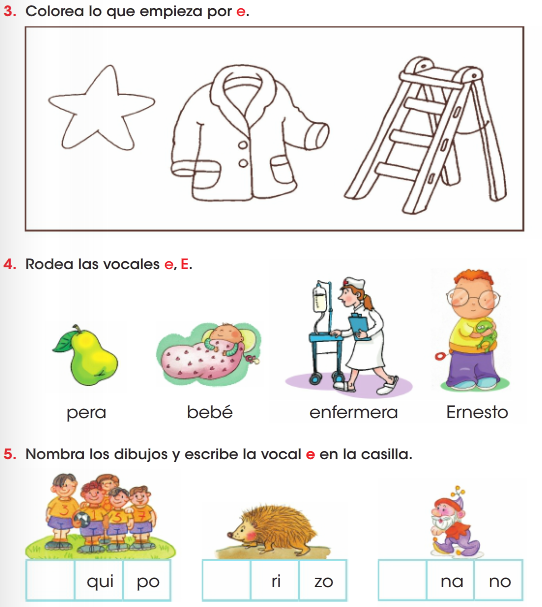 3. Colorea lo que empieza por e.
4. Rodea las vocales e, E.
pera bebé enfermera Ernesto
5. Nombra los dibujos y escribe la vocal e en la casilla.
qui po ri zo na no